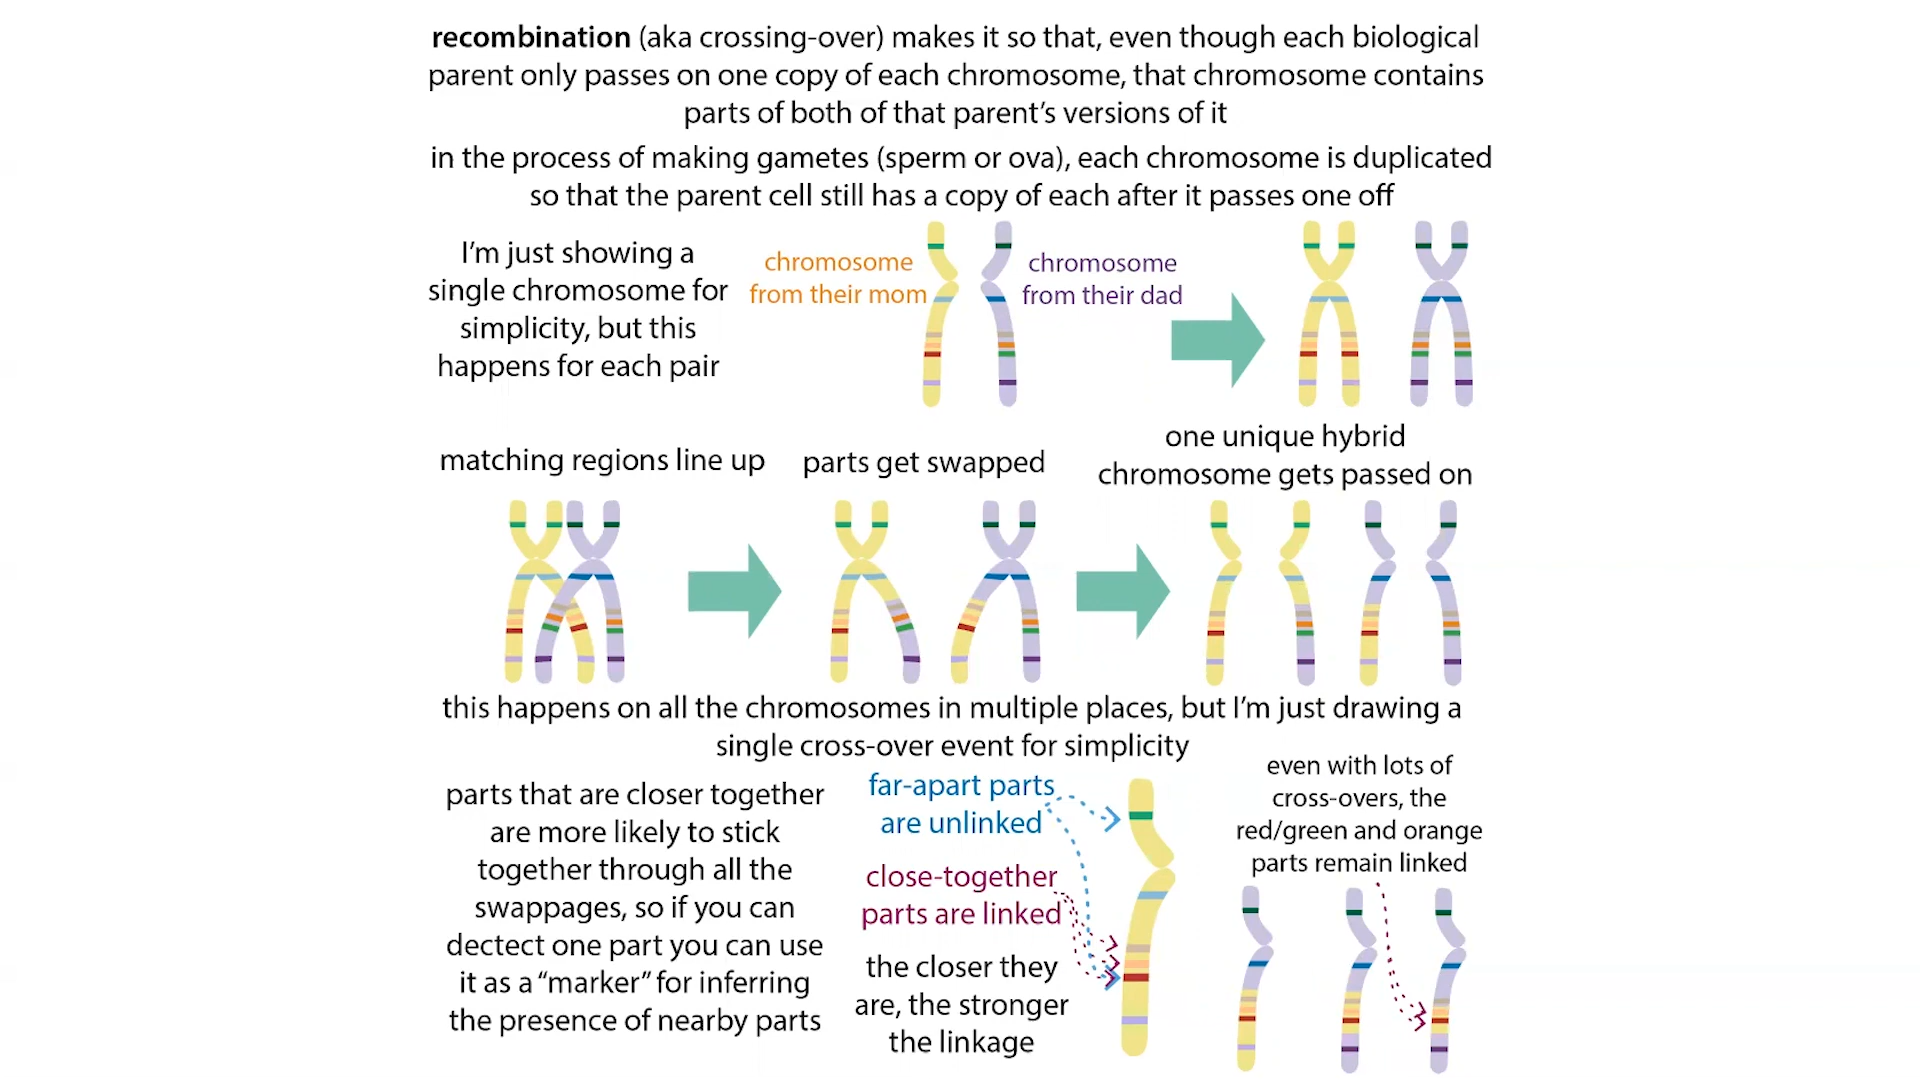 recombination (aka crossing-over) makes it so that, even though each biological
parent only passes on one copy of each chromosome, that chromosome contains
parts of both of that parent's versions of it
in the process of making gametes (sperm or ova), each chromosome is duplicated
so that the parent cell still has a copy of each after it passes one off
I'm just showing a
single chromosome for
simplicity, but this
happens for each pair
chromosome
from their mom
chromosome
from their dad
matching regions line up
parts get swapped
one unique hybrid
chromosome gets passed on
this happens on all the chromosomes in multiple places, but I'm just drawing a
single cross-over event for simplicity
parts that are closer together
are more likely to stick
together through all the
swappages, so if you can
dectect one part you can use
it as a “marker” for inferring
the presence of nearby parts
far-apart parts
are unlinked
close-together
parts are linked
the closer they
are, the stronger
the linkage
even with lots of
cross-overs, the
red/green and orange
parts remain linked